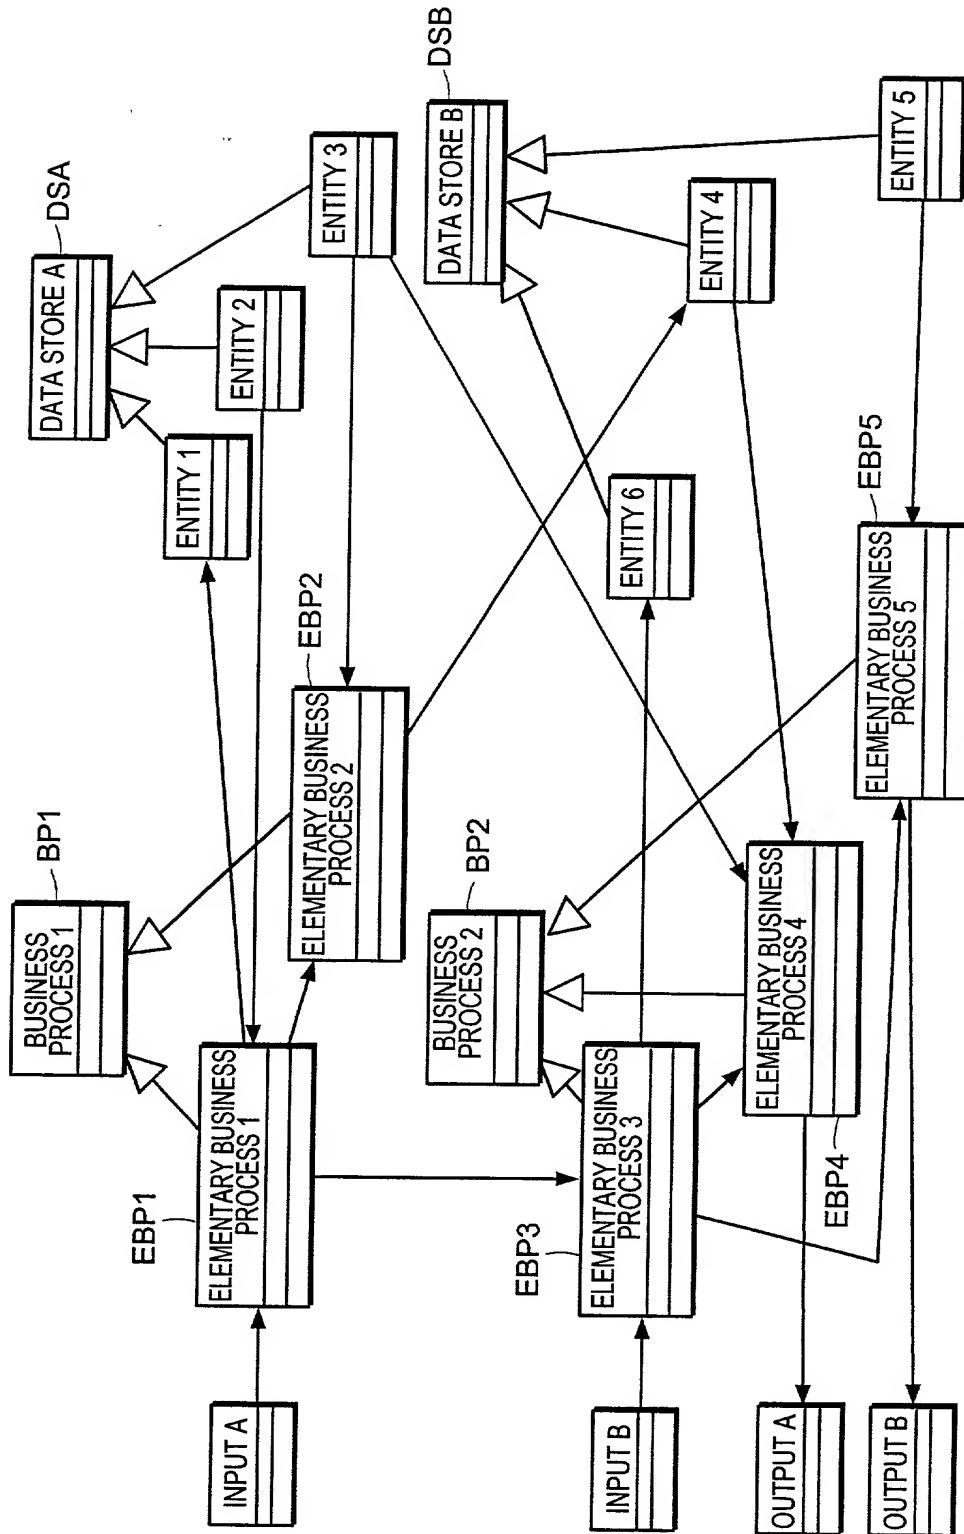 BP1
BUSINESS
PROCESS 1
DSA
DATA STORE A
ENTITY 1
ENTITY 2
ENTITY 3
EBP1
ELEMENTARY BUSINESS
PROCESS 1
INPUT A
EBP2
ELEMENTARY BUSINESS
PROCESS 2
BP2
BUSINESS
PROCESS 2
DSB
DATA STORE B
ENTITY 6
ENTITY 4
ENTITY 5
EBP3
ELEMENTARY BUSINESS
PROCESS 3
INPUT B
ELEMENTARY BUSINESS
PROCESS 4
EBP4
EBP5
ELEMENTARY BUSINESS
PROCESS 5
OUTPUT A
OUTPUT B